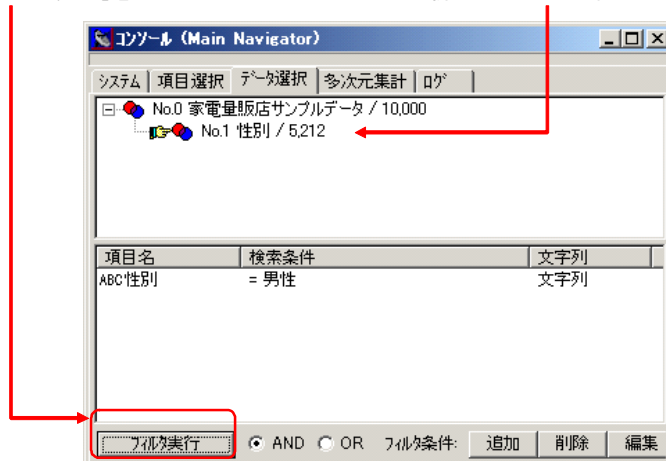 コンソール (Main Navigator)
システム 項目選択 データ選択 多次元集計 ログ
No.0 家電量販店サンプルデータ / 10,000
No.1 '性別 / 5,212
項目名 検索条件 文字列
ABC'性別 = 男性 文字列
フィルタ実行 AND OR フィルタ条件: 追加 削除 編集